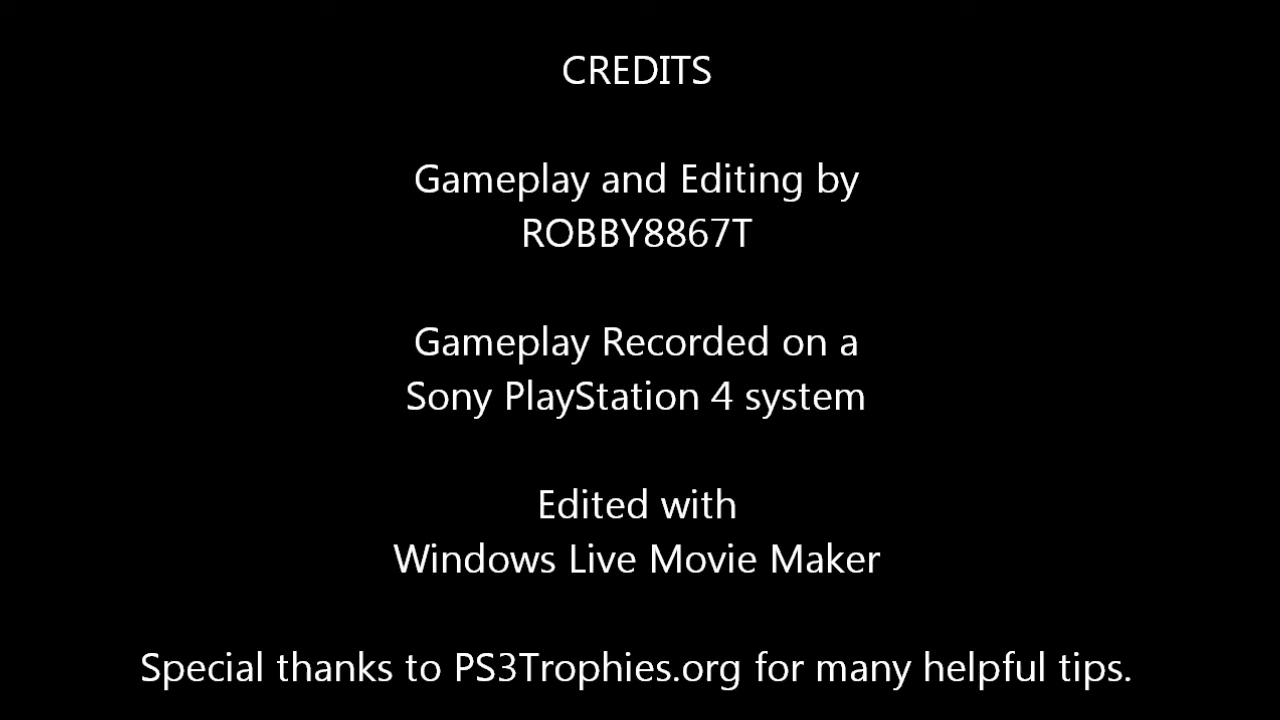 CREDITS
Gameplay and Editing by
ROBBY8867T
Gameplay Recorded on a
Sony PlayStation 4 system
Edited with
Windows Live Movie Maker
Special thanks to PS3Trophies.org for many helpful tips.